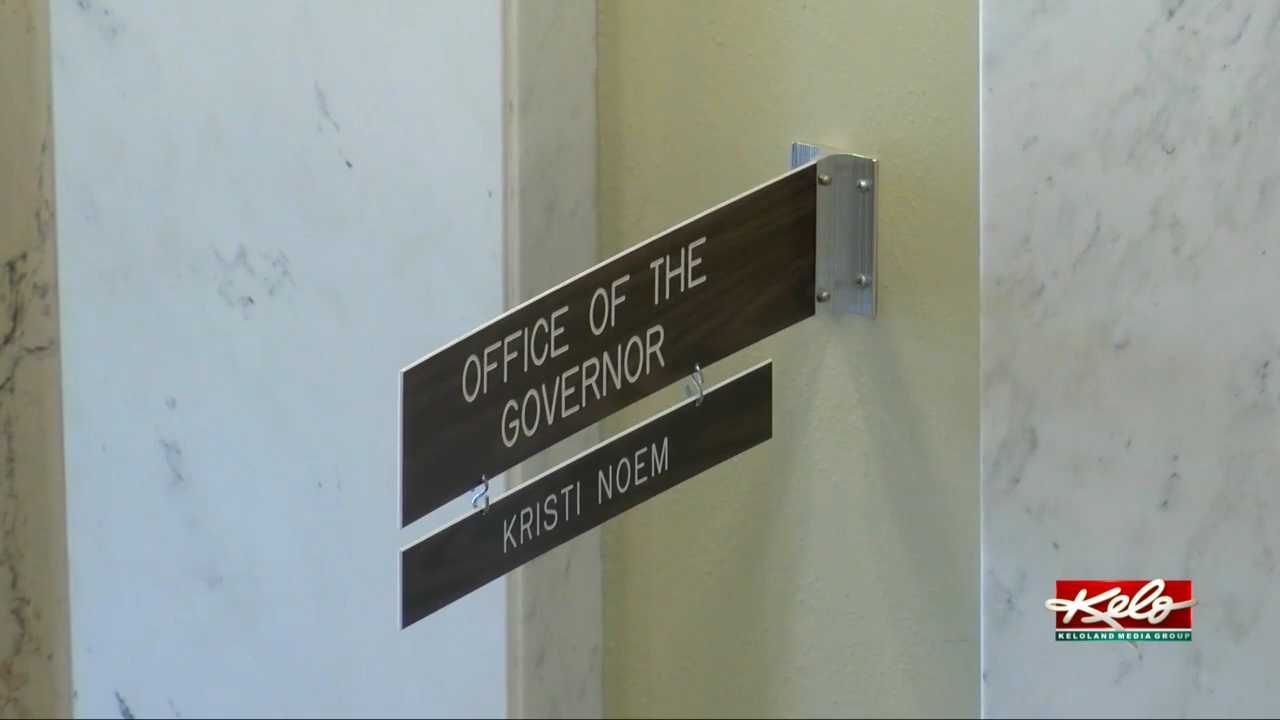 OFFICE OF THE
GOVERNOR
KRISTI NOEM
Kelo
KELOLAND MEDIA GROUP